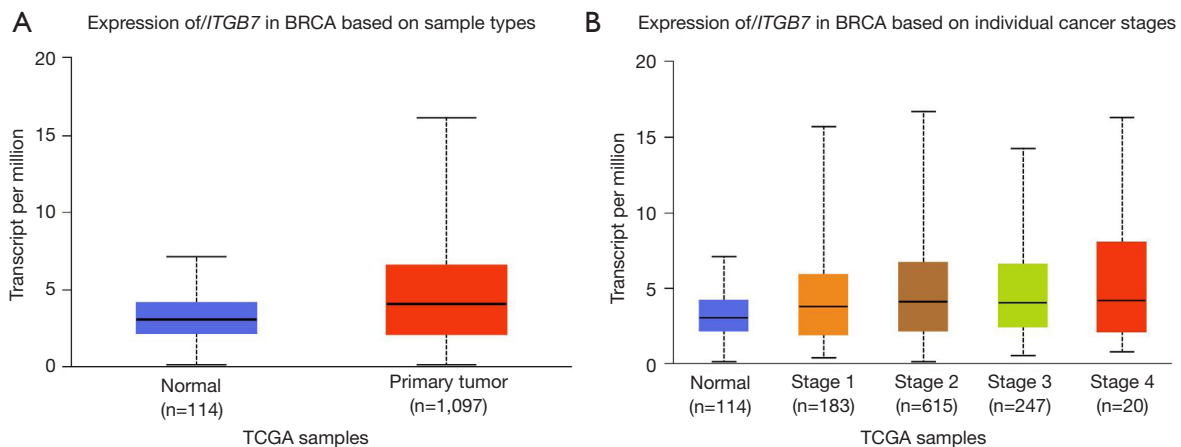 A
Expression of/ITGB7 in BRCA based on sample types
20
15
10
5
0
Transcript per million
Normal
(n=114)
Primary tumor
(n=1,097)
TCGA samples
B
Expression of/ITGB7 in BRCA based on individual cancer stages
20
15
10
5
0
Transcript per million
Normal
(n=114)
Stage 1
(n=183)
Stage 2
(n=615)
Stage 3
(n=247)
Stage 4
(n=20)
TCGA samples